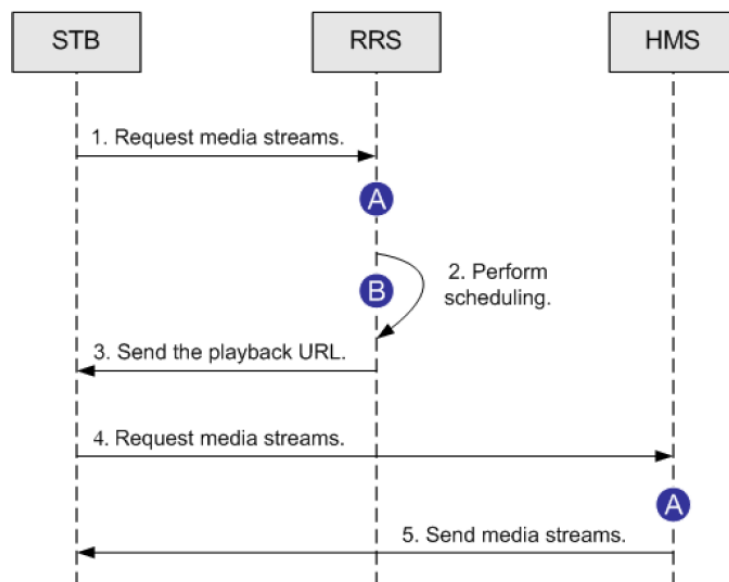 STB
RRS
HMS
1. Request media streams.
A
2. Perform
scheduling.
B
3. Send the playback URL.
4. Request media streams.
A
5. Send media streams.